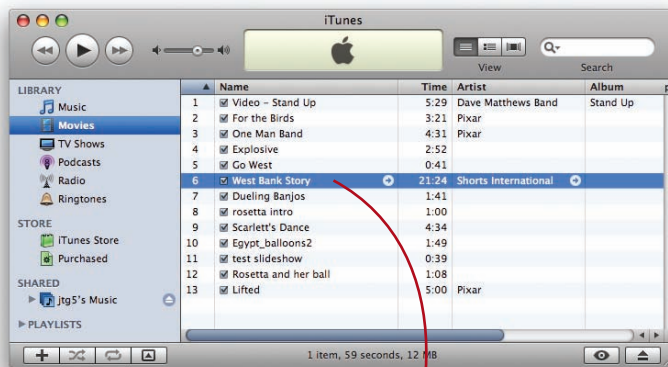 iTunes
View
Search
LIBRARY
Music
Movies
TV Shows
Podcasts
Radio
Ringtones
STORE
iTunes Store
Purchased
SHARED
jtg5's Music
PLAYLISTS
Name Time Artist Album
1 Video – Stand Up 5:29 Dave Matthews Band Stand Up
2 For the Birds 3:21 Pixar
3 One Man Band 4:31 Pixar
4 Explosive 2:52
5 Go West 0:41
6 West Bank Story 21:24 Shorts International
7 Dueling Banjos 1:41
8 rosetta intro 1:00
9 Scarlett's Dance 4:34
10 Egypt_balloons2 1:49
11 test slideshow 0:39
12 Rosetta and her ball 1:08
13 Lifted 5:00 Pixar
1 item, 59 seconds, 12 MB